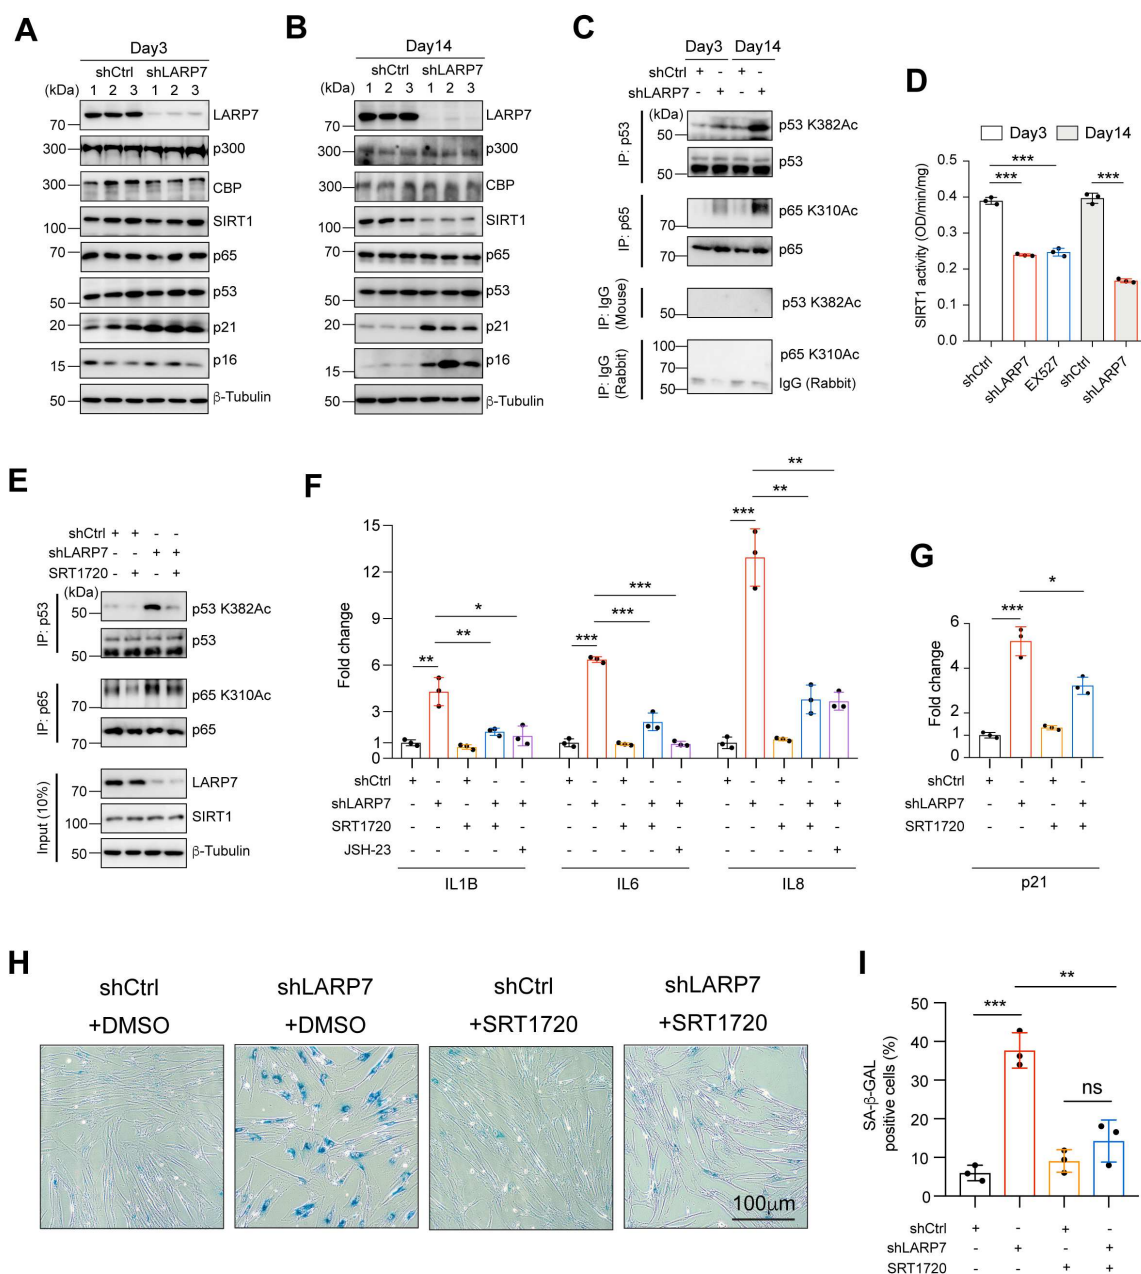 A
Day3
shCtrl shLARP7
(kDa) 1 2 3 1 2 3
70 LARP7
300 p300
300 CBP
100 SIRT1
70 p65
50 p53
20 p21
15 p16
50 β-Tubulin
B
Day14
shCtrl shLARP7
(kDa) 1 2 3 1 2 3
70 LARP7
300 p300
300 CBP
100 SIRT1
70 p65
50 p53
20 p21
15 p16
50 β-Tubulin
C
Day3 Day14
shCtrl + - + -
shLARP7 - + - +
(kDa)
IP: p53
50 p53 K382Ac
50 p53
IP: p65
70 p65 K310Ac
70 p65
IP: IgG (Mouse)
50 p53 K382Ac
IP: IgG (Rabbit)
100 p65 K310Ac
70
50 IgG (Rabbit)
D
Day3 Day14
***
*** ***
SIRT1 activity (OD/min/mg)
0.5
0.4
0.3
0.2
0.1
0.0
shCtrl shLARP7 EX527 shCtrl shLARP7
E
shCtrl + + - -
shLARP7 - - + +
SRT1720 - + - +
(kDa)
IP: p53
50 p53 K382Ac
50 p53
IP: p65
70 p65 K310Ac
70 p65
Input (10%)
70 LARP7
100 SIRT1
50 β-Tubulin
F
Fold change
15
12
9
6
3
1
0
** ** *
*** *** ***
*** ** **
shCtrl + - + - - + - + - - + - + - -
shLARP7 - + - + + - + - + + - + - + +
SRT1720 - - + + - - - + + - - - + + -
JSH-23 - - - - + - - - - + - - - - +
IL1B IL6 IL8
G
*
***
Fold change
6
4
2
1
0
shCtrl + - + -
shLARP7 - + - +
SRT1720 - - + +
p21
H
shCtrl shLARP7 shCtrl shLARP7
+DMSO +DMSO +SRT1720 +SRT1720
100μm
I
**
***
ns
SA-β-GAL
positive cells (%)
50
40
30
20
10
0
shCtrl + - + -
shLARP7 - + - +
SRT1720 - - + +